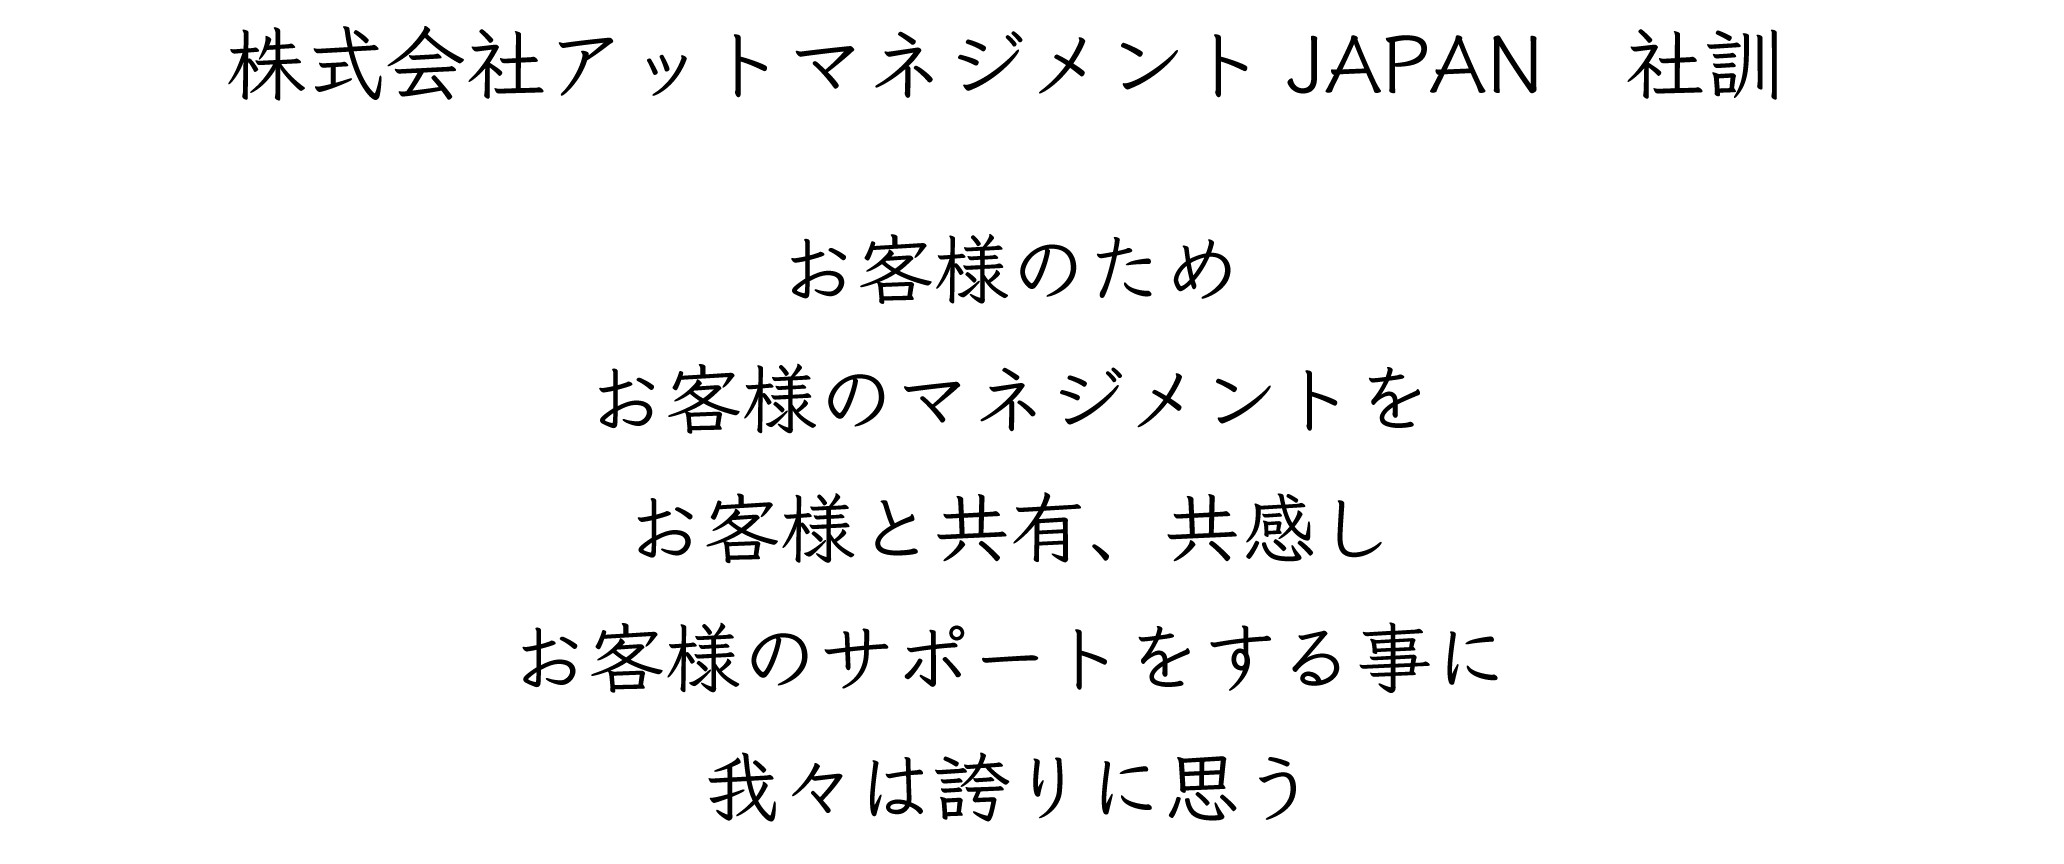 株式会社アットマネジメント JAPAN　社訓
お客様のため
お客様のマネジメントを
お客様と共有、共感し
お客様のサポートをする事に
我々は誇りに思う